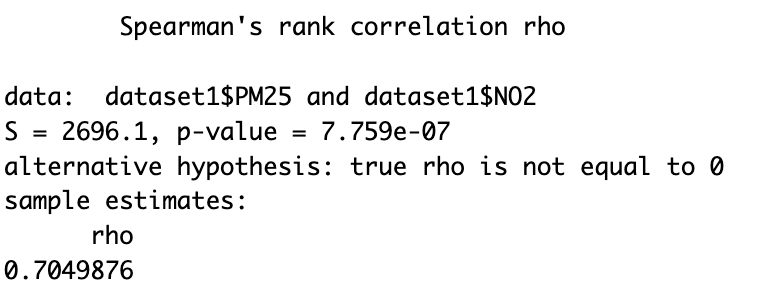 Spearman's rank correlation rho
data:  dataset1$PM25 and dataset1$NO2
S = 2696.1, p-value = 7.759e-07
alternative hypothesis: true rho is not equal to 0
sample estimates:
rho
0.7049876